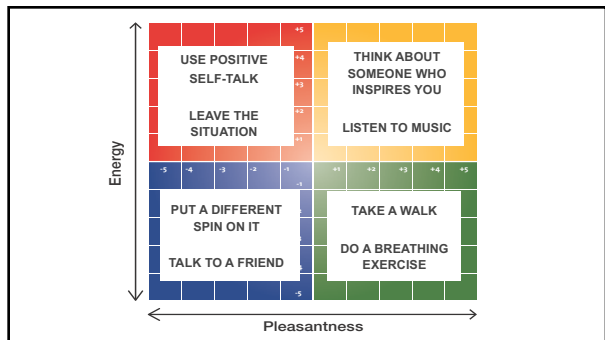 Energy
+5
+4
+3
+2
+1
USE POSITIVE
SELF-TALK
LEAVE THE
SITUATION
THINK ABOUT
SOMEONE WHO
INSPIRES YOU
LISTEN TO MUSIC
-5 -4 -3 -2 -1 +1 +2 +3 +4 +5
-1
-5
PUT A DIFFERENT
SPIN ON IT
TALK TO A FRIEND
TAKE A WALK
DO A BREATHING
EXERCISE
Pleasantness